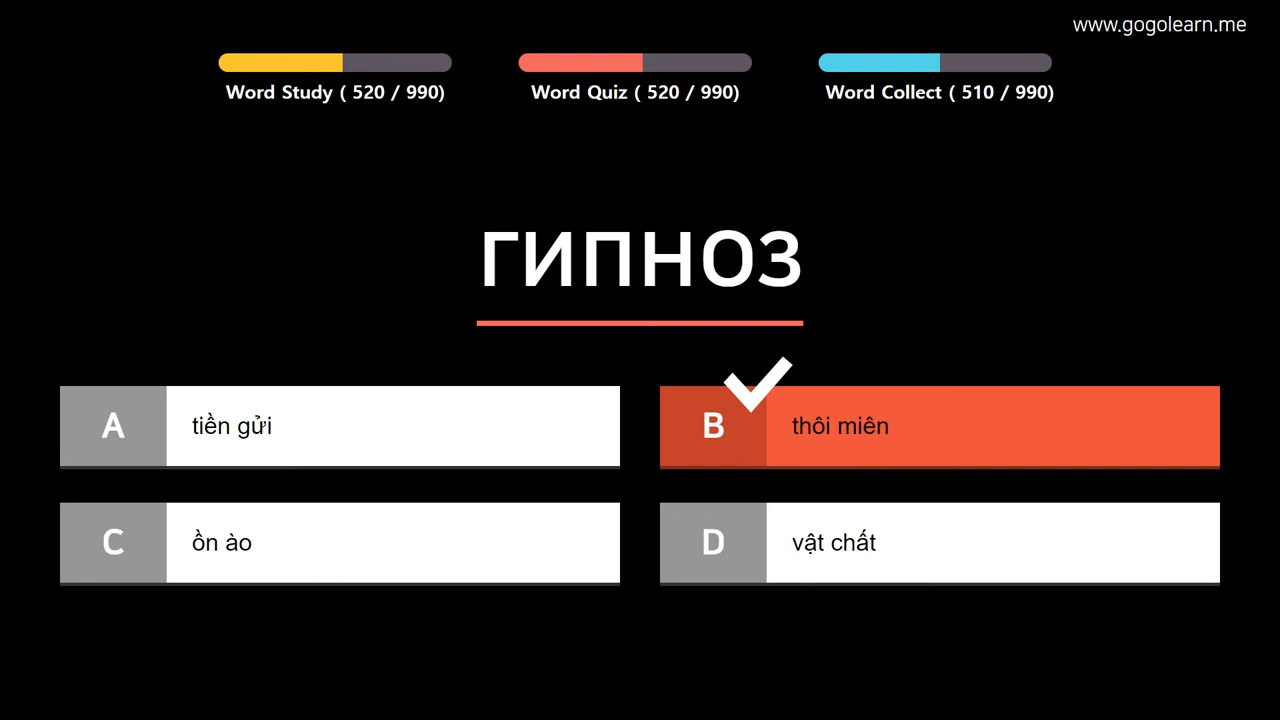 www.gogolearn.me
Word Study ( 520 / 990)
Word Quiz ( 520 / 990)
Word Collect ( 510 / 990)
гипноз
A
tiền gửi
B
thôi miên
C
ồn ào
D
vật chất